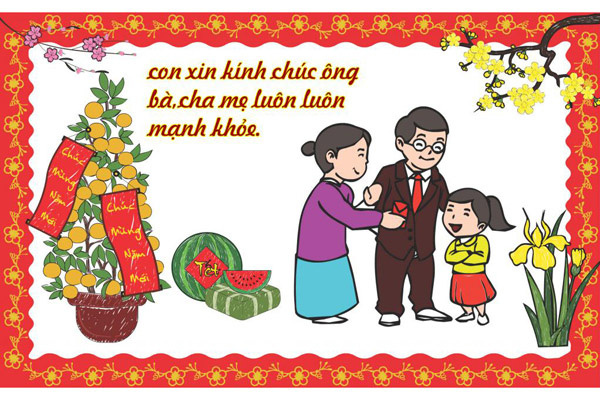 con xin kính chúc ông
bà,cha mẹ luôn luôn
mạnh khỏe.
Chúc
Mừng
Năm
Mới
Chúc
Mừng
Năm
Mới
Tết